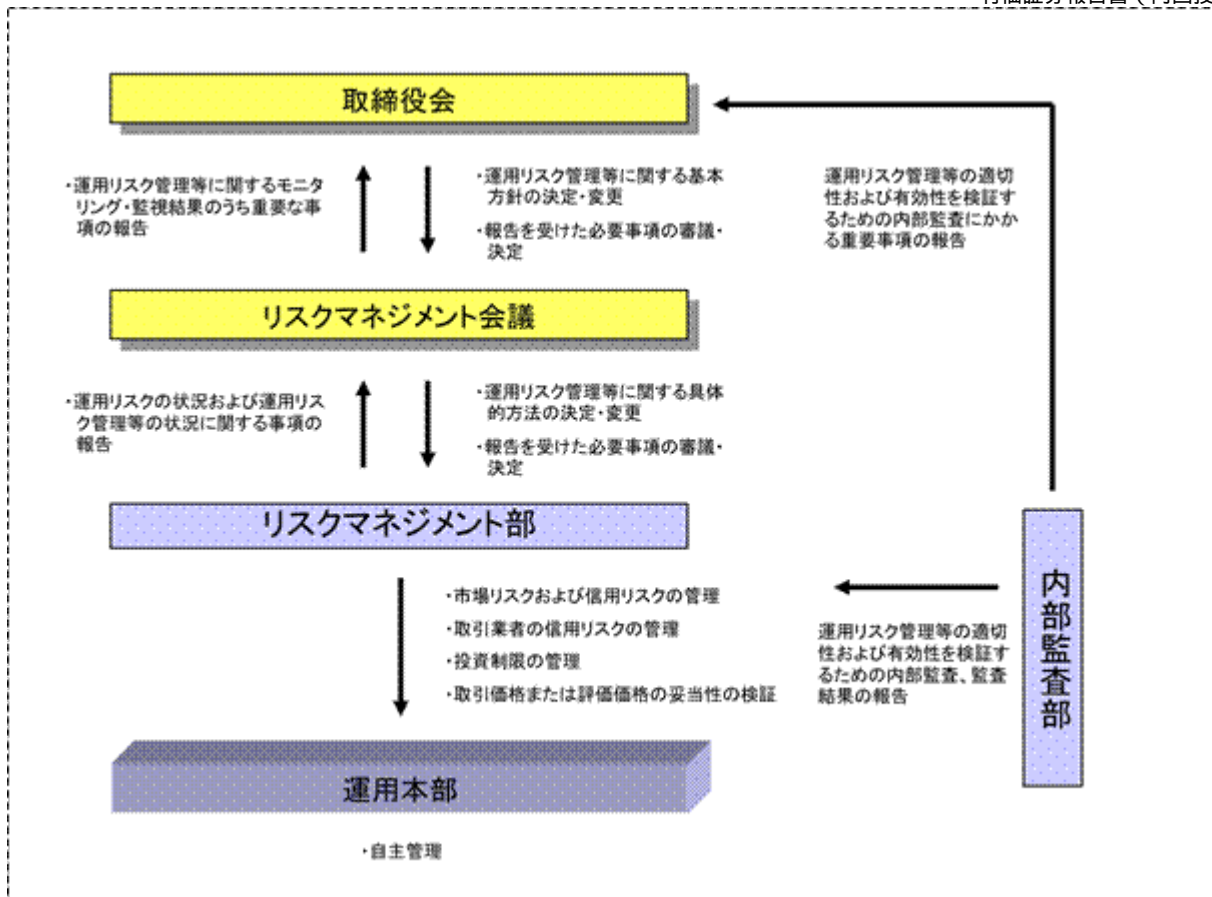 取締役会
・運用リスク管理等に関するモニタ
リング・監視結果のうち重要な事
項の報告
・運用リスク管理等に関する基本
方針の決定・変更
・報告を受けた必要事項の審議・
決定
運用リスク管理等の適切
性および有効性を検証す
るための内部監査にかか
る重要事項の報告
リスクマネジメント会議
・運用リスクの状況および運用リス
ク管理等の状況に関する事項の
報告
・運用リスク管理等に関する具体
的方法の決定・変更
・報告を受けた必要事項の審議・
決定
リスクマネジメント部
・市場リスクおよび信用リスクの管理
・取引業者の信用リスクの管理
・投資制限の管理
・取引価格または評価価格の妥当性の検証
運用リスク管理等の適切
性および有効性を検証す
るための内部監査、監査
結果の報告
内部監査部
運用本部
・自主管理